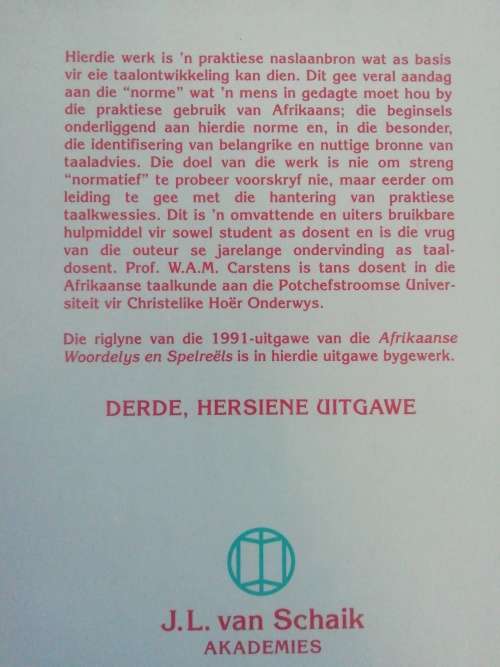 Hierdie werk is 'n praktiese naslaanbron wat as basis
vir eie taalontwikkeling kan dien. Dit gee veral aandag
aan die “norme” wat 'n mens in gedagte moet hou by
die praktiese gebruik van Afrikaans; die beginsels
onderliggend aan hierdie norme en, in die besonder,
die identifisering van belangrike en nuttige bronne van
taaladvies. Die doel van die werk is nie om streng
“normatief” te probeer voorskryf nie, maar eerder om
leiding te gee met die hantering van praktiese
taalkwessies. Dit is 'n omvattende en uiters bruikbare
hulpmiddel vir sowel student as dosent en is die vrug
van die outeur se jarelange ondervinding as taal-
dosent. Prof. W.A.M. Carstens is tans dosent in die
Afrikaanse taalkunde aan die Potchefstroomse Univer-
siteit vir Christelike Hoër Onderwys.
Die riglyne van die 1991-uitgawe van die Afrikaanse
Woordelys en Spelreëls is in hierdie uitgawe bygewerk.
DERDE, HERSIENE UITGAWE
J.L. van Schaik
AKADEMIES